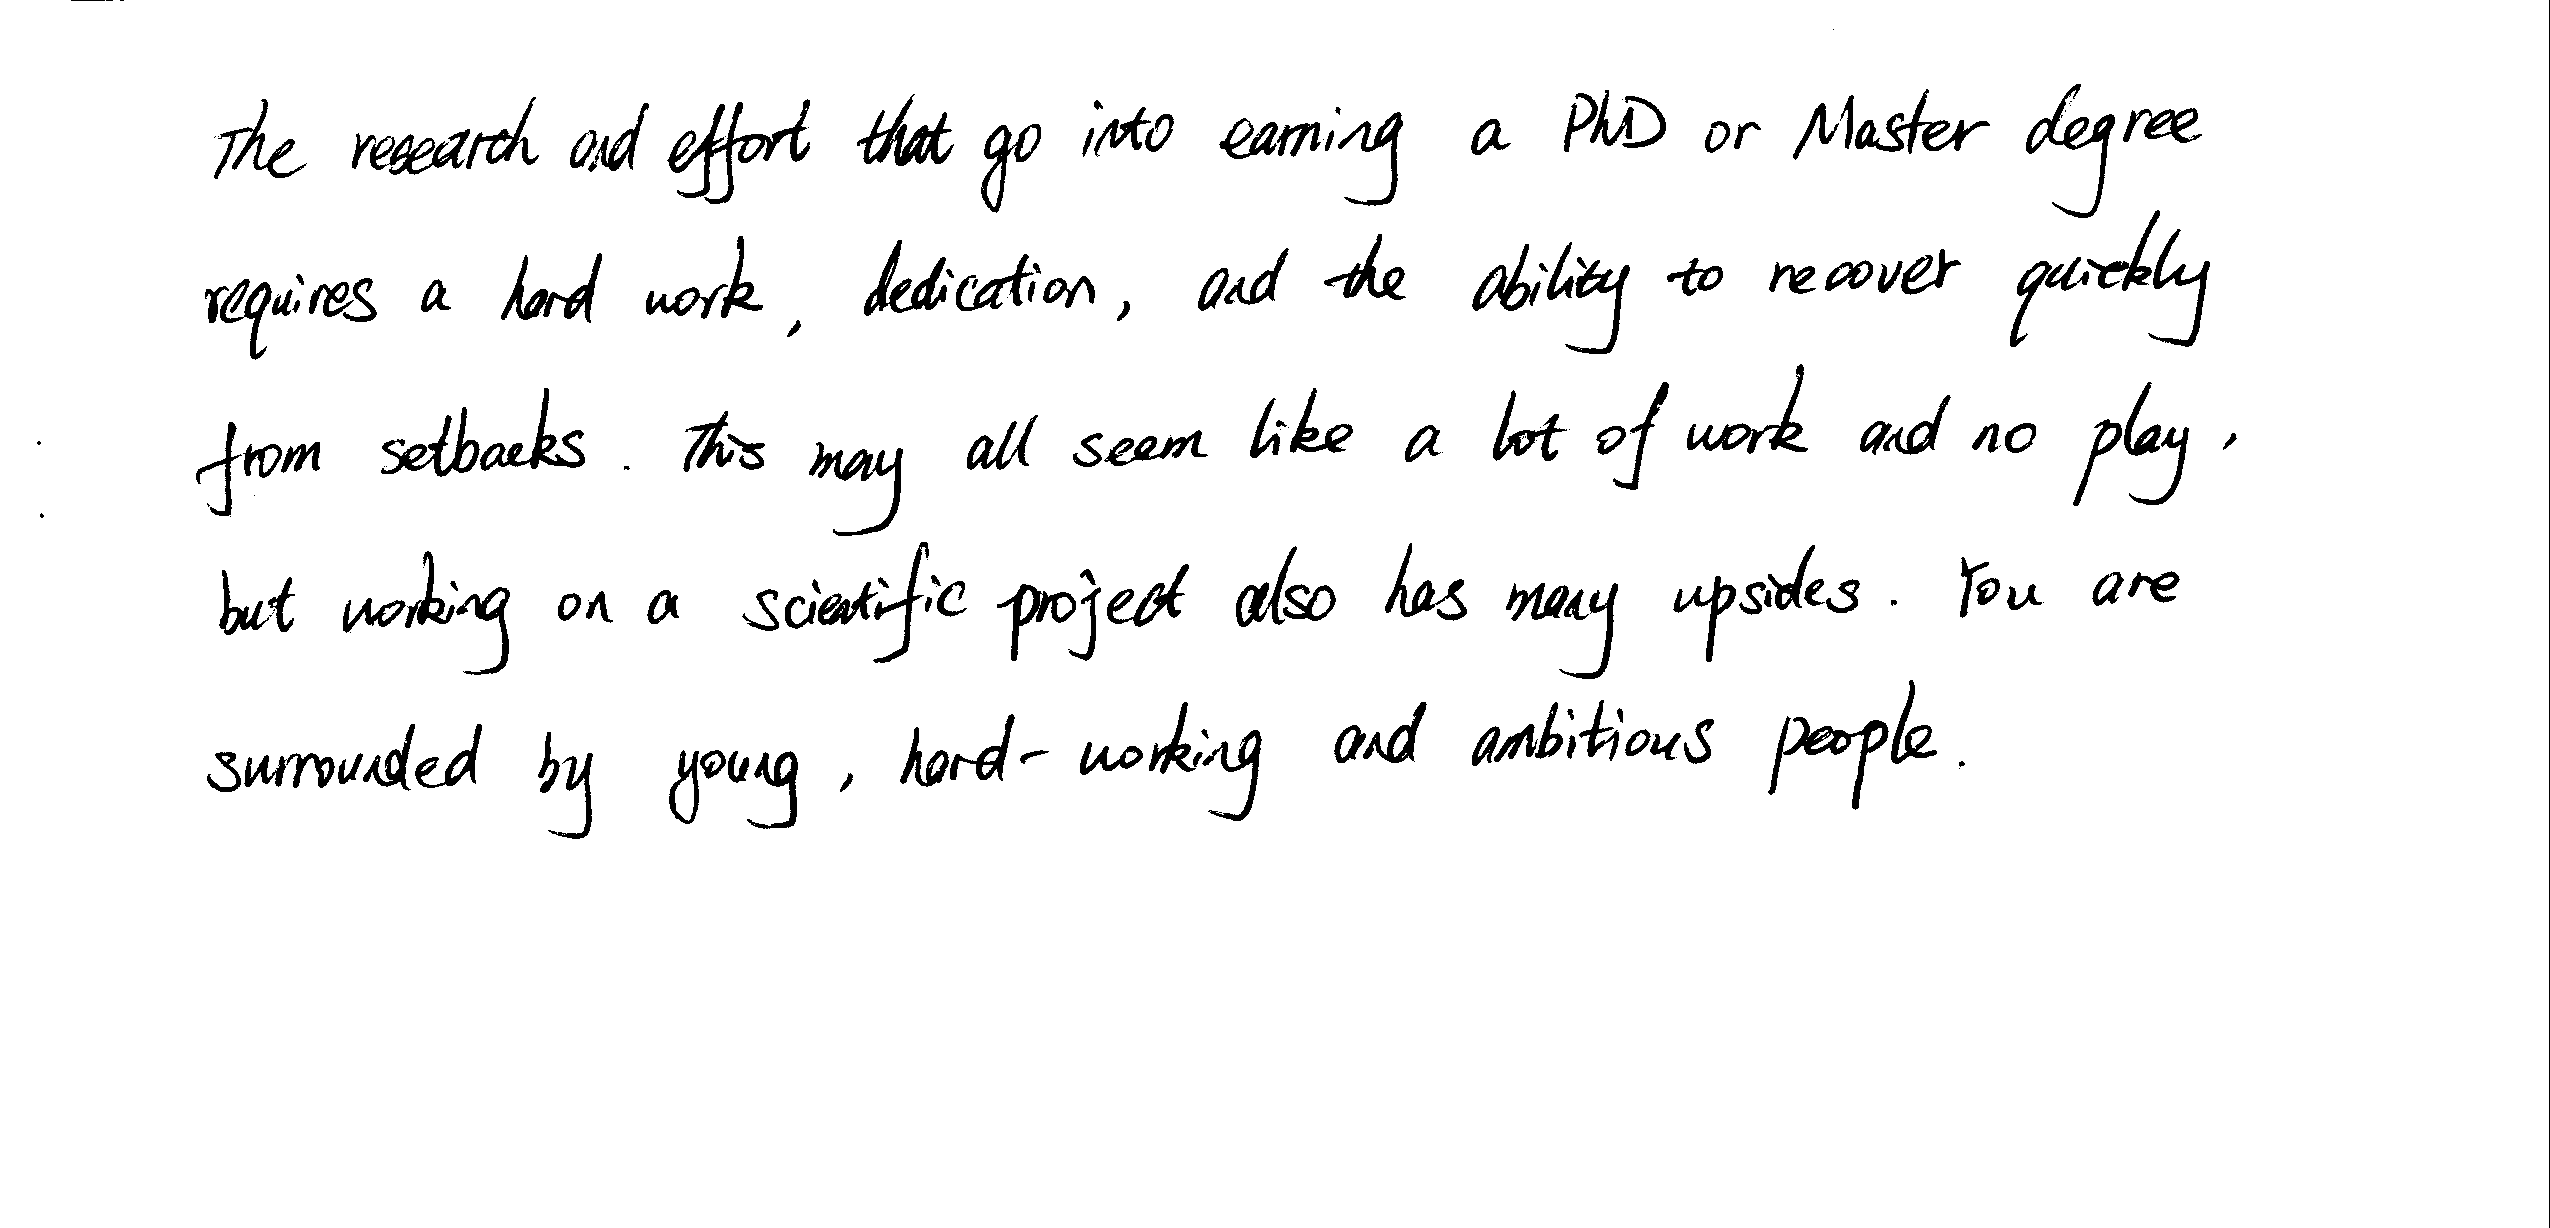 The research and effort that go into earning a PhD or Master degree
requires a hard work, dedication, and the ability to recover quickly
from setbacks. This may all seem like a lot of work and no play,
but working on a scientific project also has many upsides. You are
surrounded by young, hard-working and ambitious people.